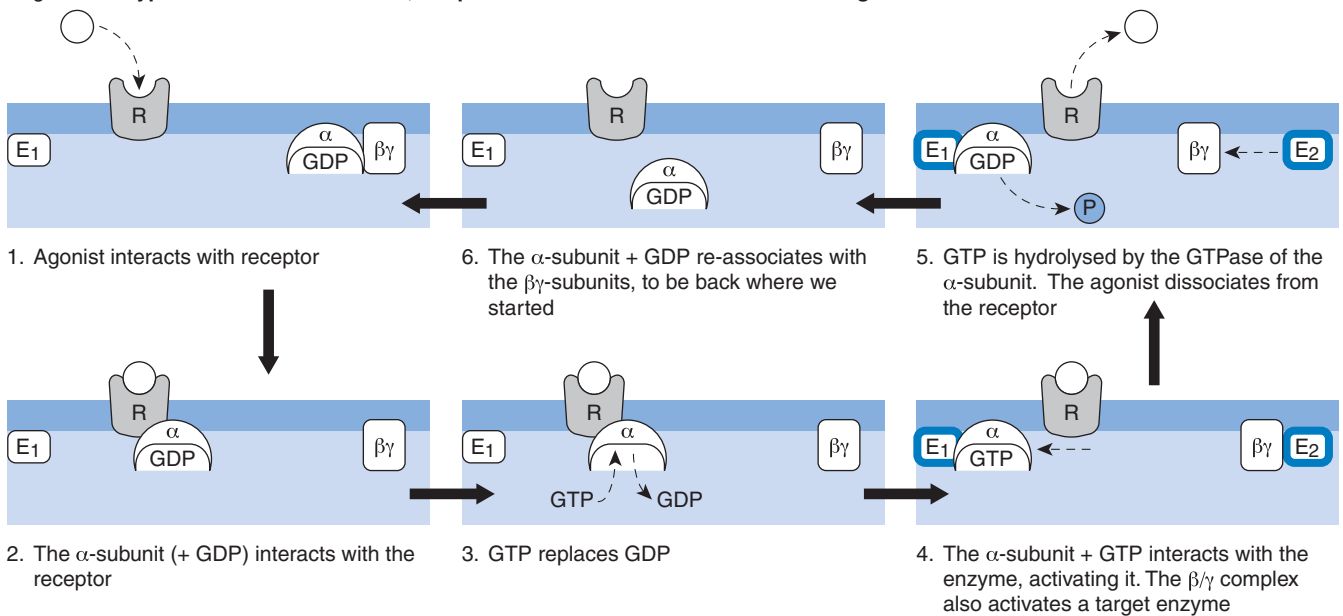 R
E₁
α
GDP
βγ
1. Agonist interacts with receptor
R
E₁
α
GDP
βγ
6. The α-subunit + GDP re-associates with
the βγ-subunits, to be back where we
started
R
E₁
α
GDP
βγ
E₂
P
5. GTP is hydrolysed by the GTPase of the
α-subunit. The agonist dissociates from
the receptor
R
E₁
α
GDP
βγ
2. The α-subunit (+ GDP) interacts with the
receptor
R
E₁
α
βγ
GTP
GDP
3. GTP replaces GDP
R
E₁
α
GTP
βγ
E₂
4. The α-subunit + GTP interacts with the
enzyme, activating it. The β/γ complex
also activates a target enzyme